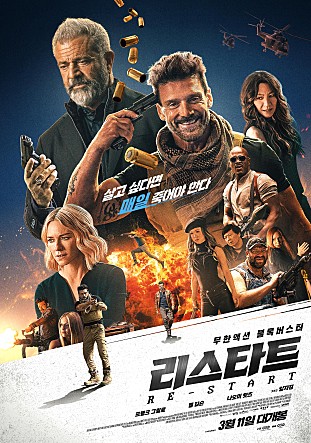 살고 싶다면
매일 죽어야 한다
무한액션 블록버스터
리스타트
RE-START
프랭크 그릴로 멜 깁슨 나오미 왓츠 양자경
3월 11일 대개봉